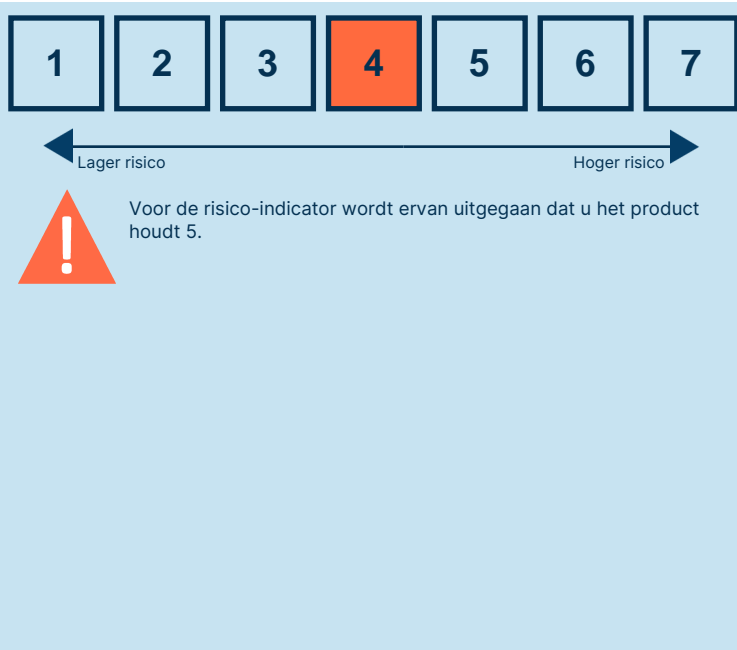 1 2 3 4 5 6 7
Lager risico Hoger risico
Voor de risico-indicator wordt ervan uitgegaan dat u het product
houdt 5.